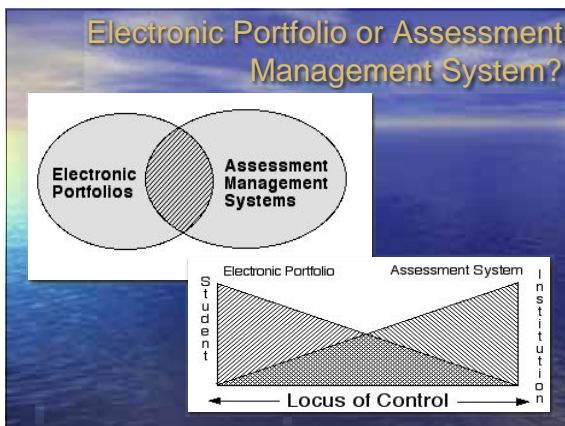 Electronic Portfolio or Assessment
Management System?
Electronic
Portfolios
Assessment
Management
Systems
Electronic Portfolio
Assessment System
Student
Institution
Locus of Control